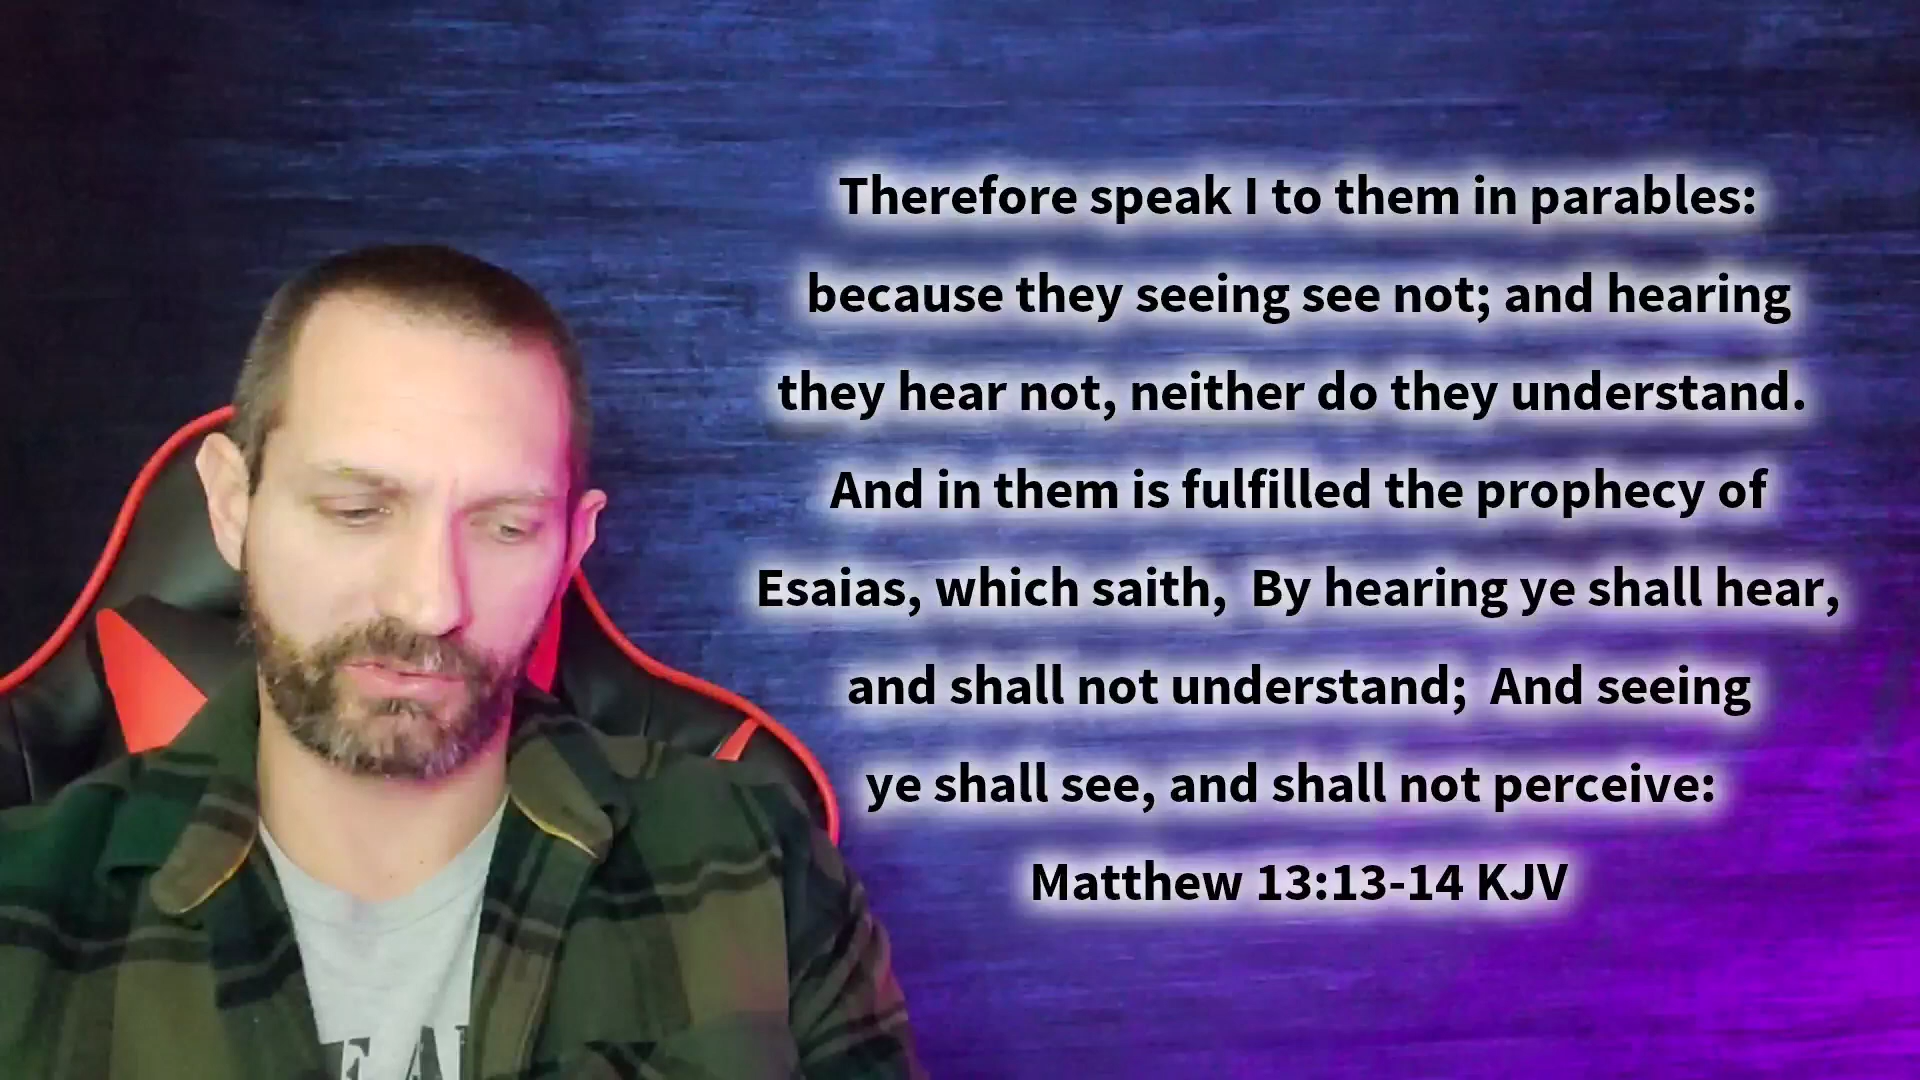 Therefore speak I to them in parables:
because they seeing see not; and hearing
they hear not, neither do they understand.
And in them is fulfilled the prophecy of
Esaias, which saith,  By hearing ye shall hear,
and shall not understand;  And seeing
ye shall see, and shall not perceive:
Matthew 13:13-14 KJV